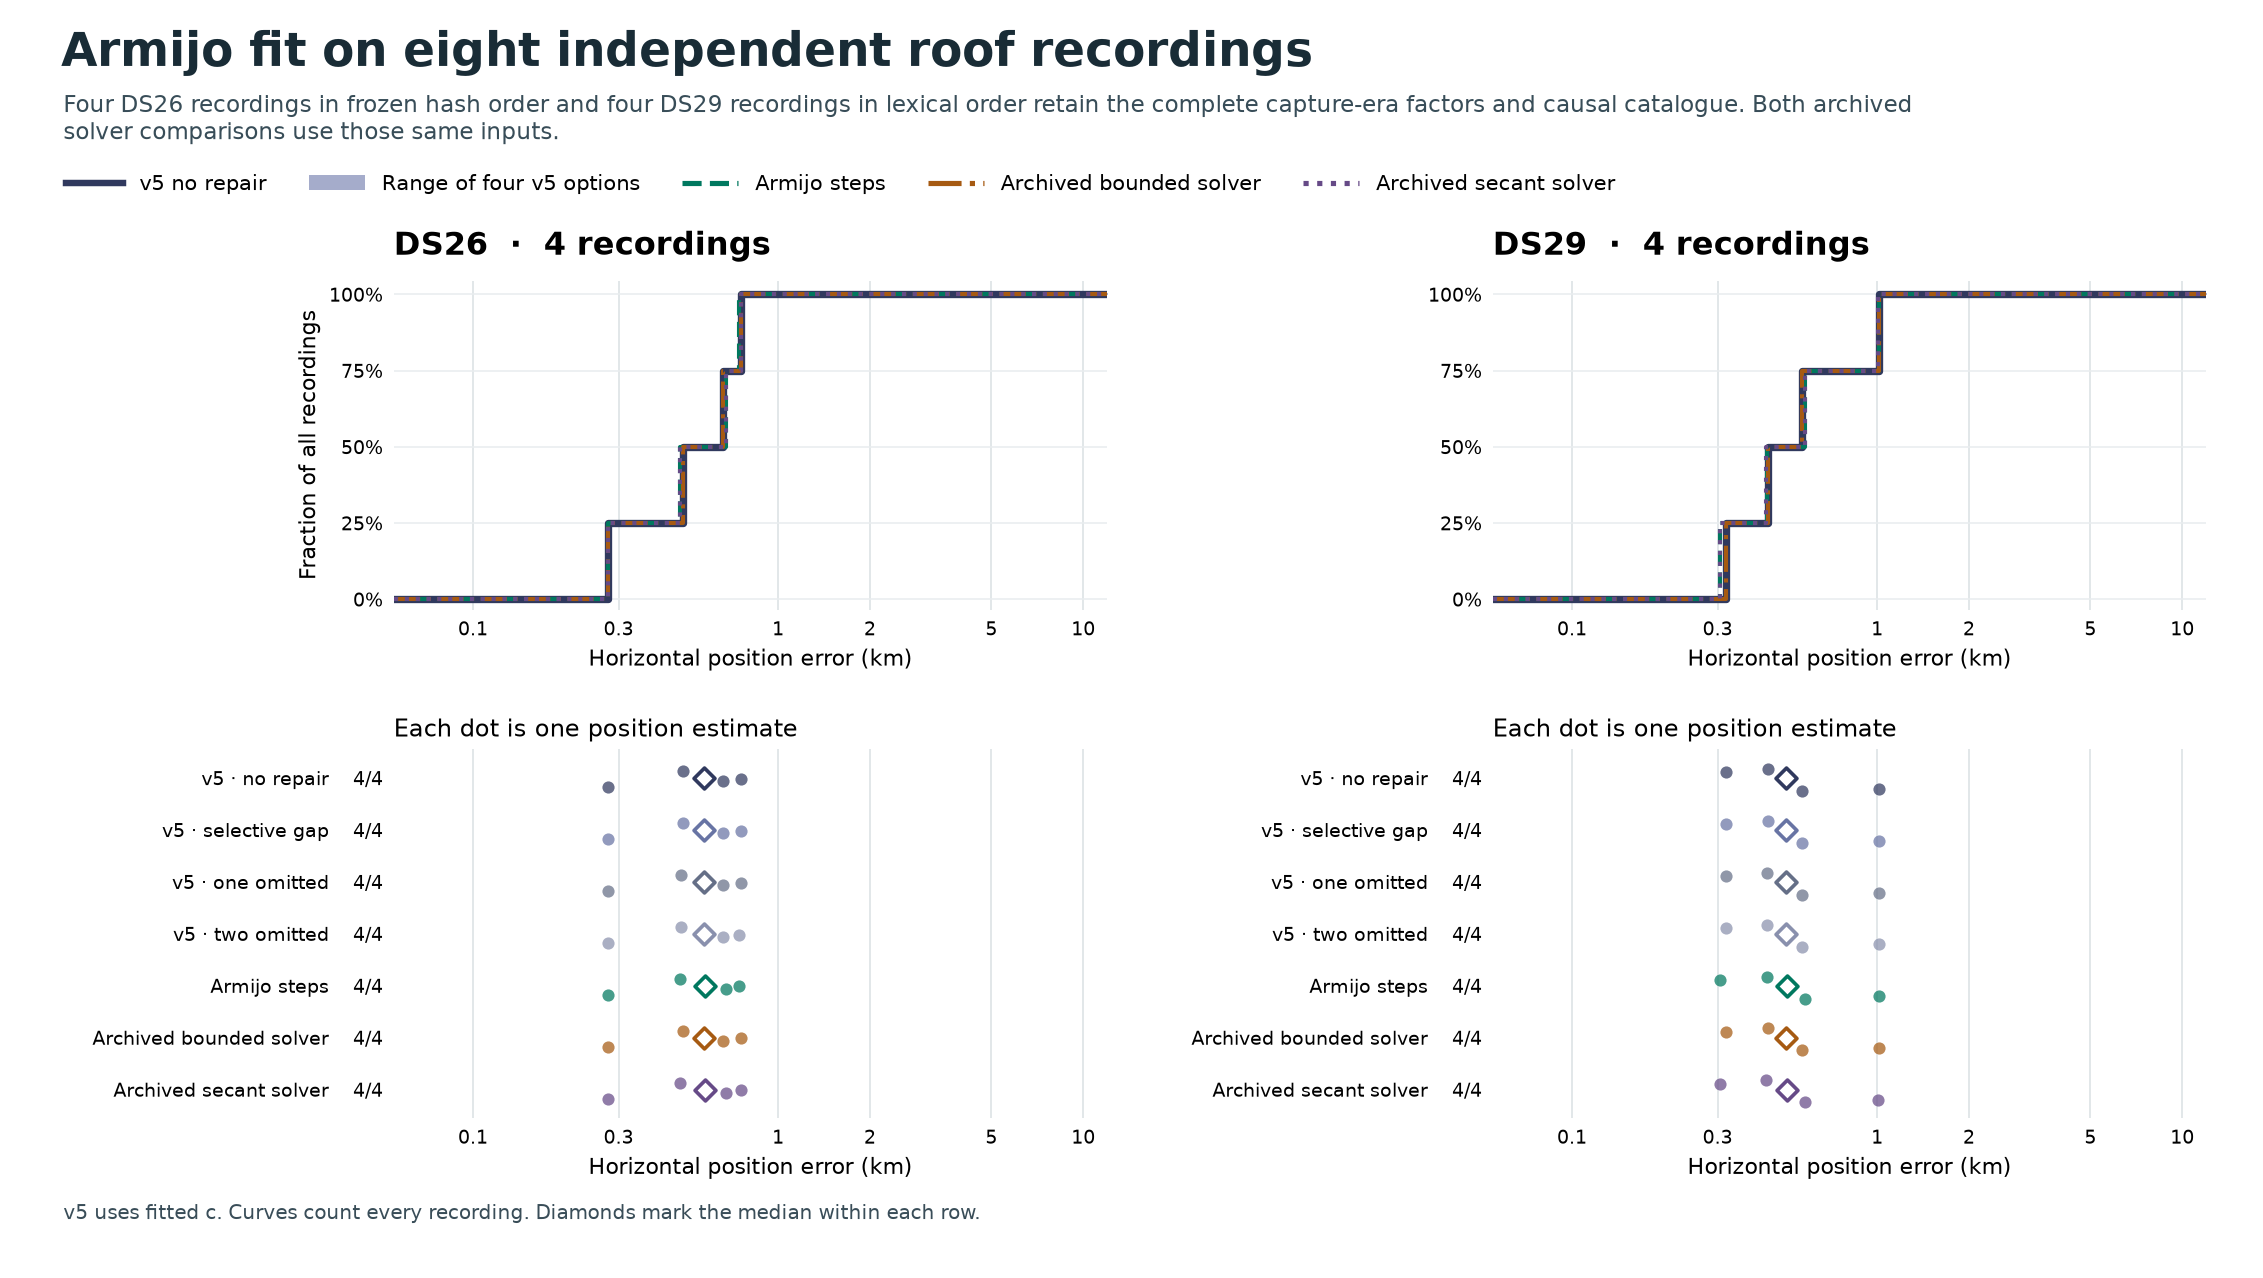 Armijo fit on eight independent roof recordings
Four DS26 recordings in frozen hash order and four DS29 recordings in lexical order retain the complete capture-era factors and causal catalogue. Both archived
solver comparisons use those same inputs.
v5 no repair
Range of four v5 options
Armijo steps
Archived bounded solver
Archived secant solver
DS26 · 4 recordings
Fraction of all recordings
100%
75%
50%
25%
0%
0.1 0.3 1 2 5 10
Horizontal position error (km)
DS29 · 4 recordings
100%
75%
50%
25%
0%
0.1 0.3 1 2 5 10
Horizontal position error (km)
Each dot is one position estimate
v5 · no repair 4/4
v5 · selective gap 4/4
v5 · one omitted 4/4
v5 · two omitted 4/4
Armijo steps 4/4
Archived bounded solver 4/4
Archived secant solver 4/4
0.1 0.3 1 2 5 10
Horizontal position error (km)
Each dot is one position estimate
v5 · no repair 4/4
v5 · selective gap 4/4
v5 · one omitted 4/4
v5 · two omitted 4/4
Armijo steps 4/4
Archived bounded solver 4/4
Archived secant solver 4/4
0.1 0.3 1 2 5 10
Horizontal position error (km)
v5 uses fitted c. Curves count every recording. Diamonds mark the median within each row.